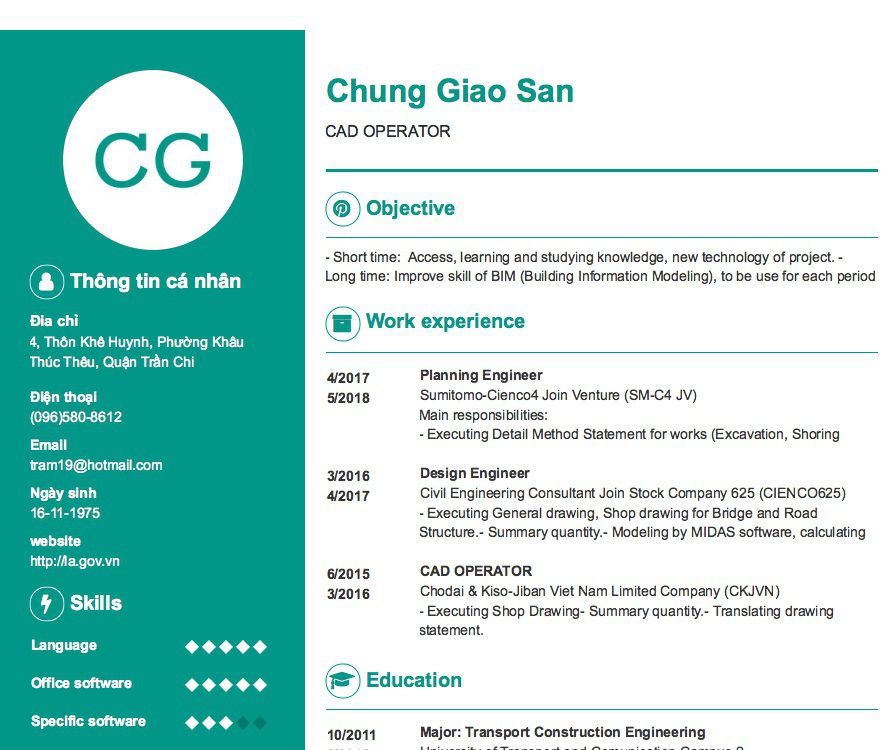 CG
Thông tin cá nhân
Địa chỉ
4, Thôn Khê Huynh, Phường Khâu
Thúc Thêu, Quận Trần Chi
Điện thoại
(096)580-8612
Email
tram19@hotmail.com
Ngày sinh
16-11-1975
website
http://la.gov.vn
Skills
Language
Office software
Specific software
Chung Giao San
CAD OPERATOR
Objective
- Short time: Access, learning and studying knowledge, new technology of project. -
Long time: Improve skill of BIM (Building Information Modeling), to be use for each period
Work experience
4/2017
5/2018
Planning Engineer
Sumitomo-Cienco4 Join Venture (SM-C4 JV)
Main responsibilities:
- Executing Detail Method Statement for works (Excavation, Shoring
3/2016
4/2017
Design Engineer
Civil Engineering Consultant Join Stock Company 625 (CIENCO625)
- Executing General drawing, Shop drawing for Bridge and Road
Structure.- Summary quantity.- Modeling by MIDAS software, calculating
6/2015
3/2016
CAD OPERATOR
Chodai & Kiso-Jiban Viet Nam Limited Company (CKJVN)
- Executing Shop Drawing- Summary quantity.- Translating drawing
statement.
Education
10/2011
Major: Transport Construction Engineering